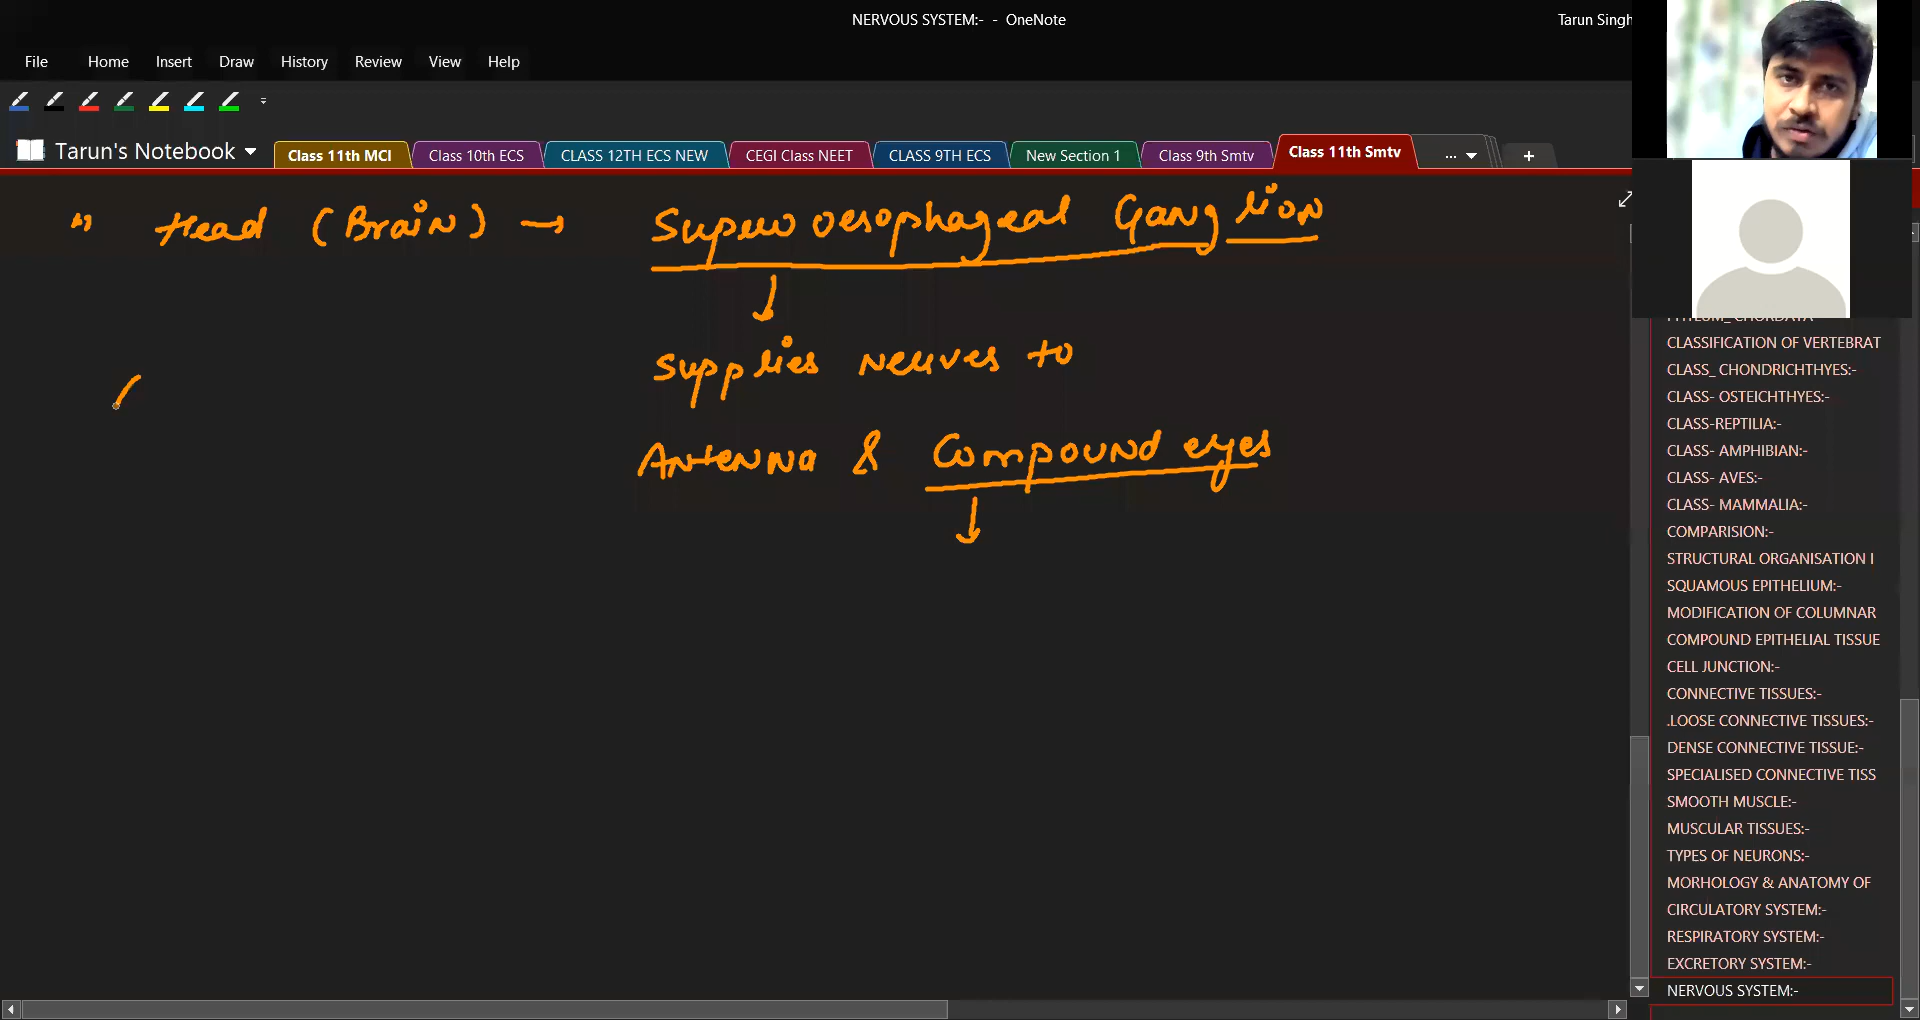 NERVOUS SYSTEM:- - OneNote
Tarun Singh
File Home Insert Draw History Review View Help
Tarun's Notebook
Class 11th MCI Class 10th ECS CLASS 12TH ECS NEW CEGI Class NEET CLASS 9TH ECS New Section 1 Class 9th Smtv Class 11th Smtv ... +
" Head (Brain) → Super oesophageal Ganglion
↓
Supplies Nerves to
Antenna & Compound eyes
↓
CLASSIFICATION OF VERTEBRAT
CLASS_ CHONDRICHTHYES:-
CLASS- OSTEICHTHYES:-
CLASS-REPTILIA:-
CLASS- AMPHIBIAN:-
CLASS- AVES:-
CLASS- MAMMALIA:-
COMPARISION:-
STRUCTURAL ORGANISATION I
SQUAMOUS EPITHELIUM:-
MODIFICATION OF COLUMNAR
COMPOUND EPITHELIAL TISSUE
CELL JUNCTION:-
CONNECTIVE TISSUES:-
.LOOSE CONNECTIVE TISSUES:-
DENSE CONNECTIVE TISSUE:-
SPECIALISED CONNECTIVE TISS
SMOOTH MUSCLE:-
MUSCULAR TISSUES:-
TYPES OF NEURONS:-
MORHOLOGY & ANATOMY OF
CIRCULATORY SYSTEM:-
RESPIRATORY SYSTEM:-
EXCRETORY SYSTEM:-
NERVOUS SYSTEM:-